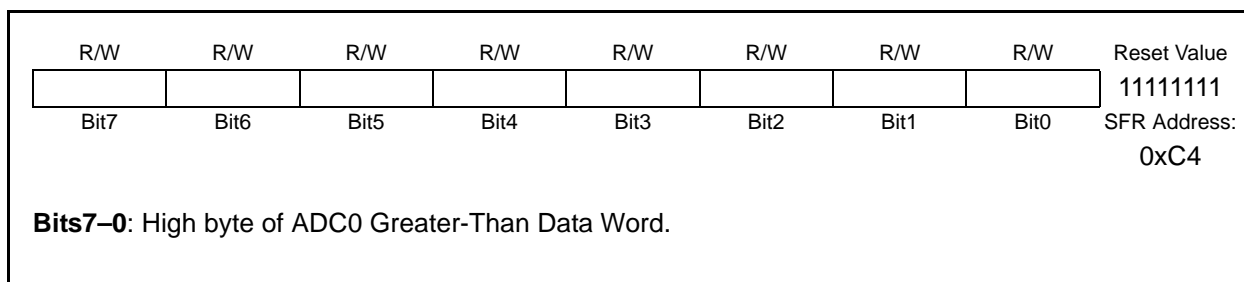 R/W R/W R/W R/W R/W R/W R/W R/W Reset Value
11111111
Bit7 Bit6 Bit5 Bit4 Bit3 Bit2 Bit1 Bit0 SFR Address:
0xC4
Bits7–0: High byte of ADC0 Greater-Than Data Word.